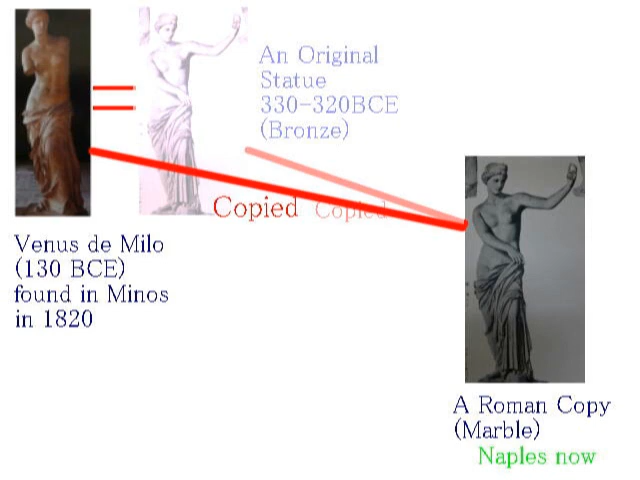 An Original
Statue
330-320BCE
(Bronze)
Copied Copied
Venus de Milo
(130 BCE)
found in Minos
in 1820
A Roman Copy
(Marble)
Naples now